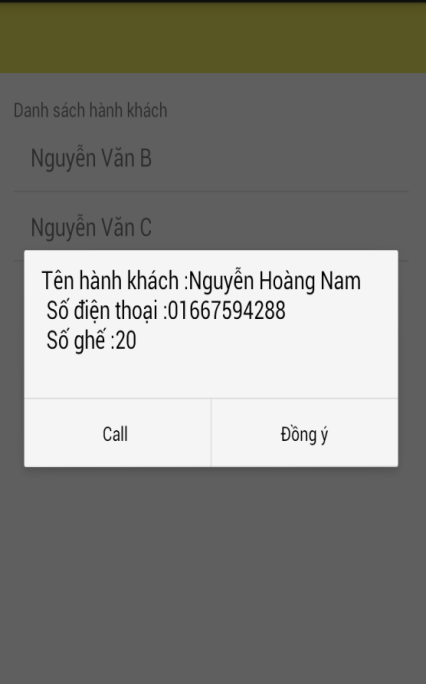 Danh sách hành khách
Nguyễn Văn B
Nguyễn Văn C
Tên hành khách :Nguyễn Hoàng Nam
Số điện thoại :01667594288
Số ghế :20
Call
Đồng ý